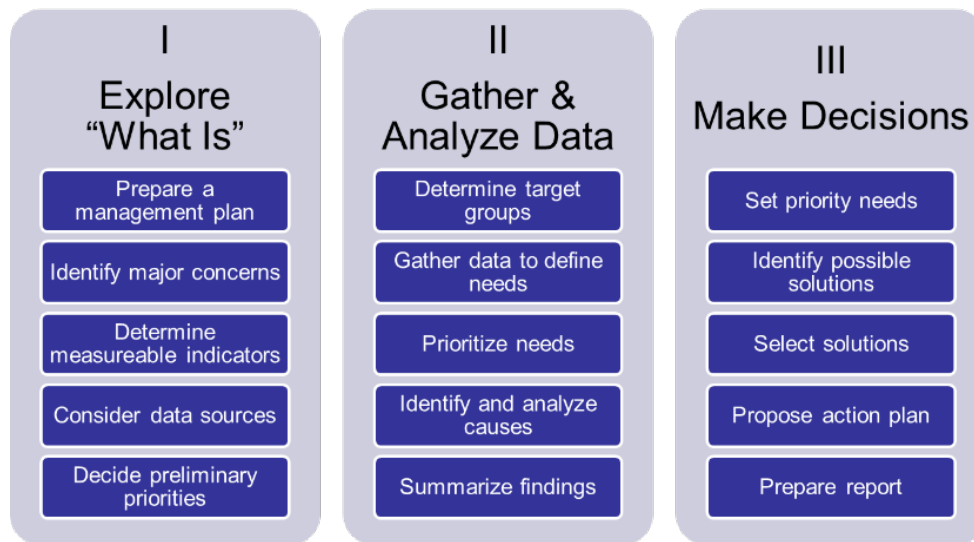 I
Explore
“What Is”
Prepare a
management plan
Identify major concerns
Determine
measureable indicators
Consider data sources
Decide preliminary
priorities
II
Gather &
Analyze Data
Determine target
groups
Gather data to define
needs
Prioritize needs
Identify and analyze
causes
Summarize findings
III
Make Decisions
Set priority needs
Identify possible
solutions
Select solutions
Propose action plan
Prepare report